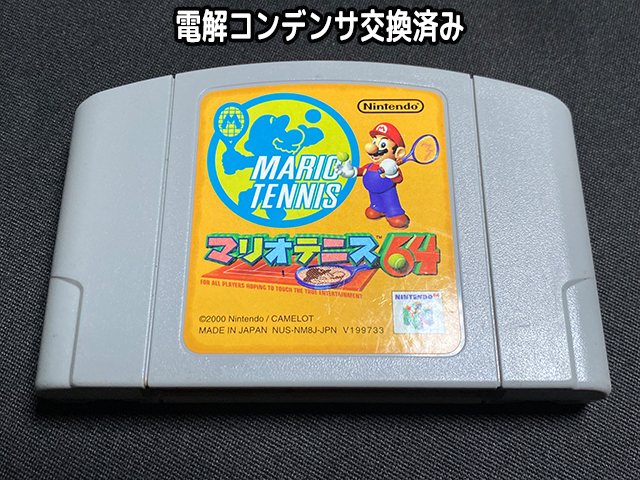 電解コンデンサ交換済み
Nintendo
M
MARIO
TENNIS
マリオテニス64
TM
FOR ALL PLAYERS HOPING TO TOUCH THE TRUE ENTERTAINMENT
NINTENDO64
©2000 Nintendo / CAMELOT
MADE IN JAPAN NUS-NM8J-JPN V199733